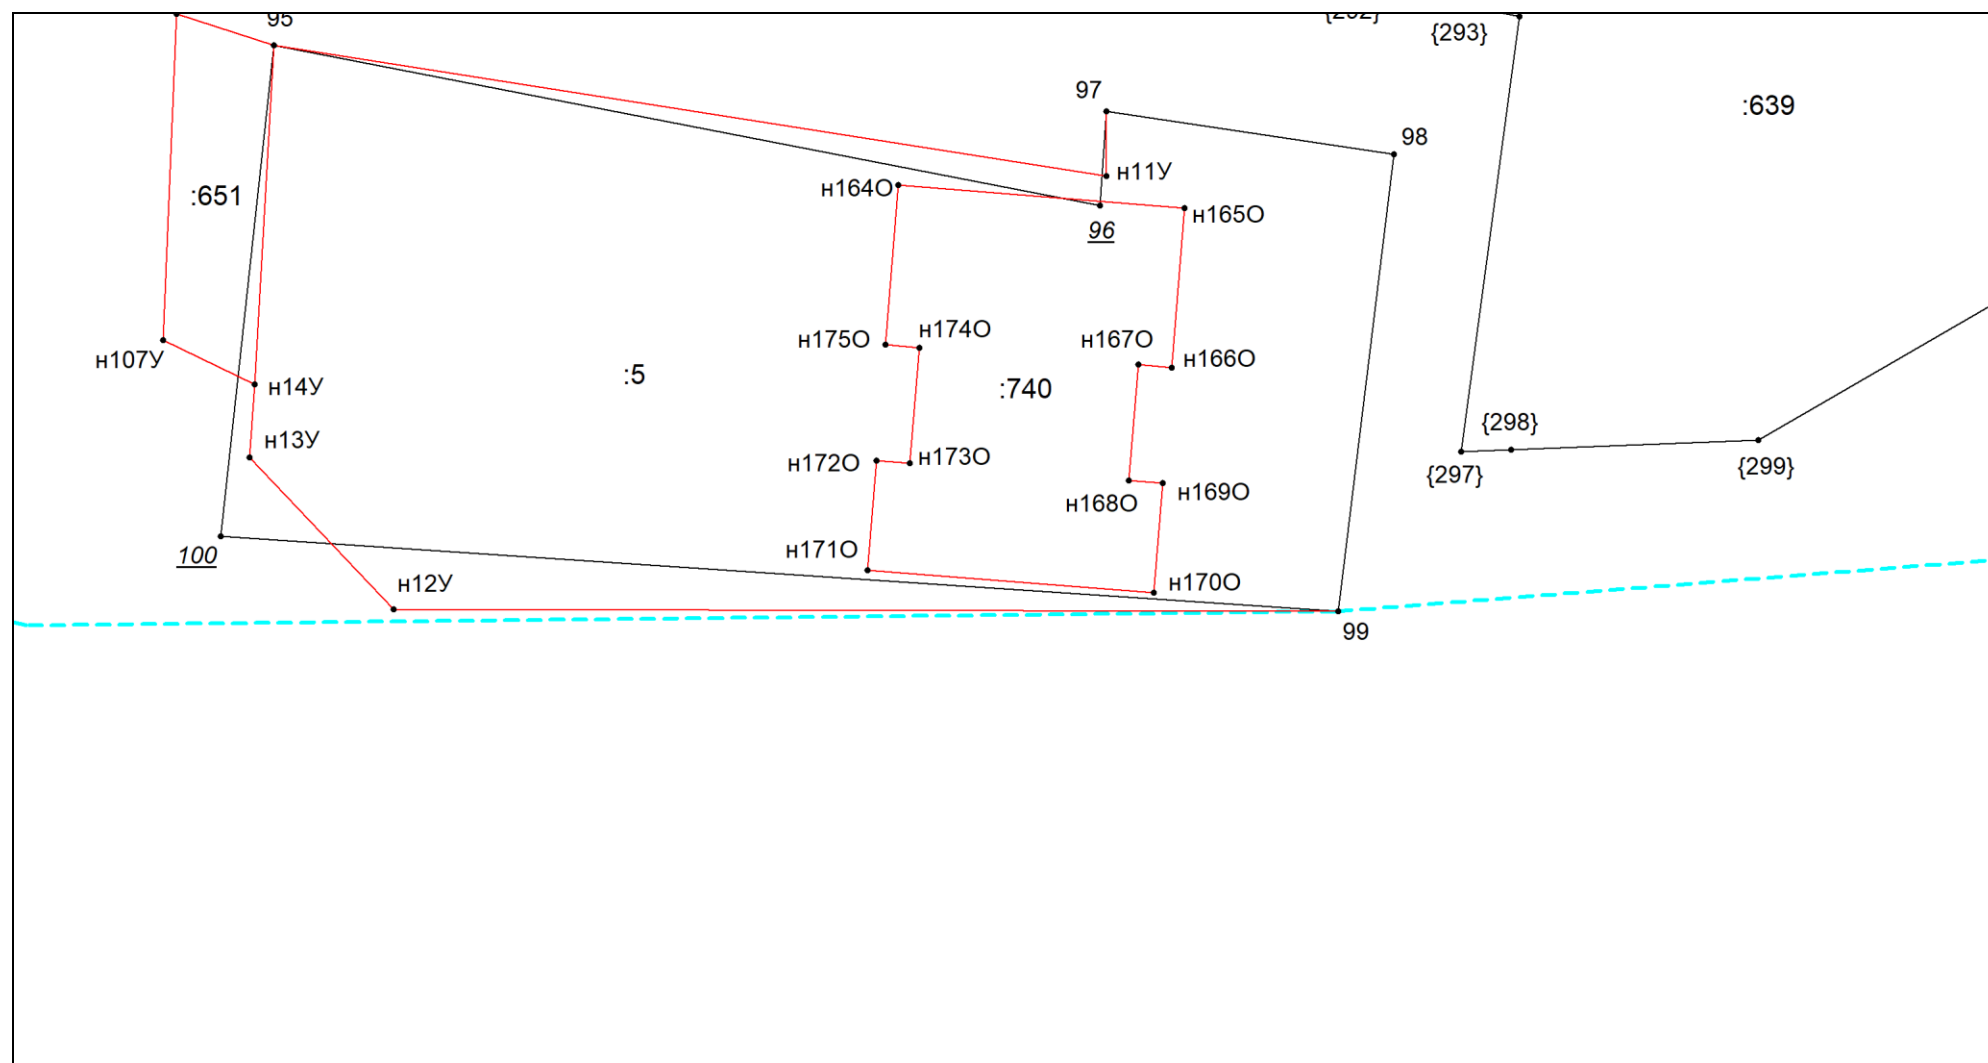 95
{292}
{293}
97
:639
98
н11У
н164О
:651
н165О
96
н174О
н175О
н167О
н166О
н107У
:5
н14У
:740
{298}
н13У
н172О
н173О
{299}
{297}
н169О
н168О
100
н171О
н12У
н170О
99